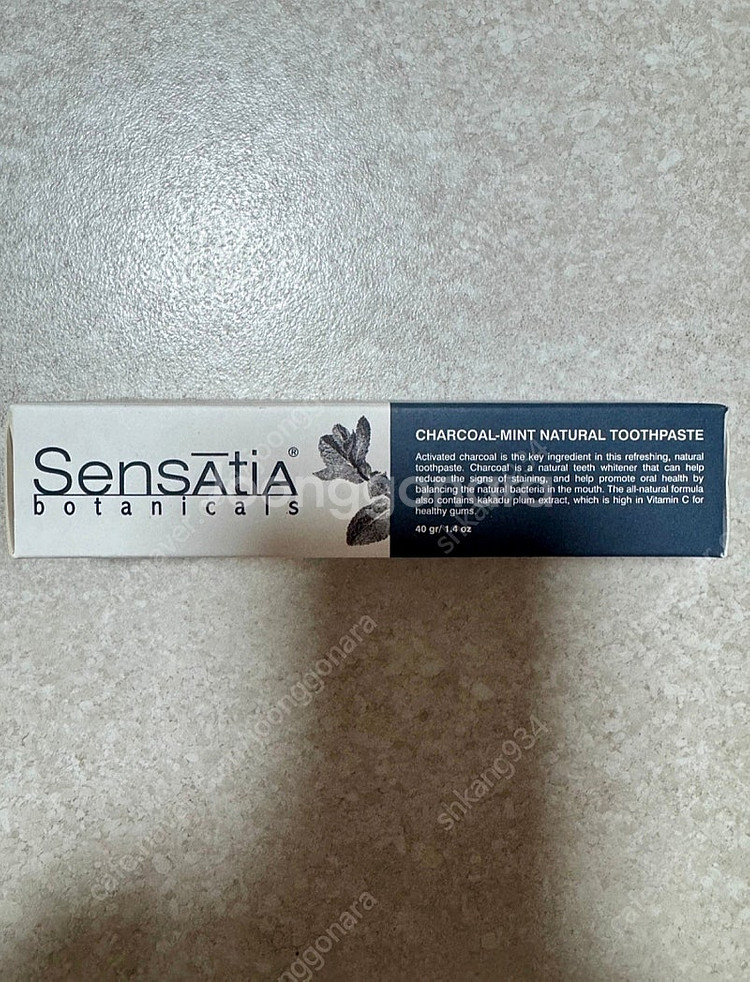 Sensatia®
botanicals
CHARCOAL-MINT NATURAL TOOTHPASTE
Activated charcoal is the key ingredient in this refreshing, natural
toothpaste. Charcoal is a natural teeth whitener that can help
reduce the signs of staining and help promote oral health by
balancing the natural bacteria in the mouth. The all-natural formula
also contains kakadu plum extract, which is high in Vitamin C for
healthy gums.
40 gr/ 1.4 oz
joonggonara
shkang934